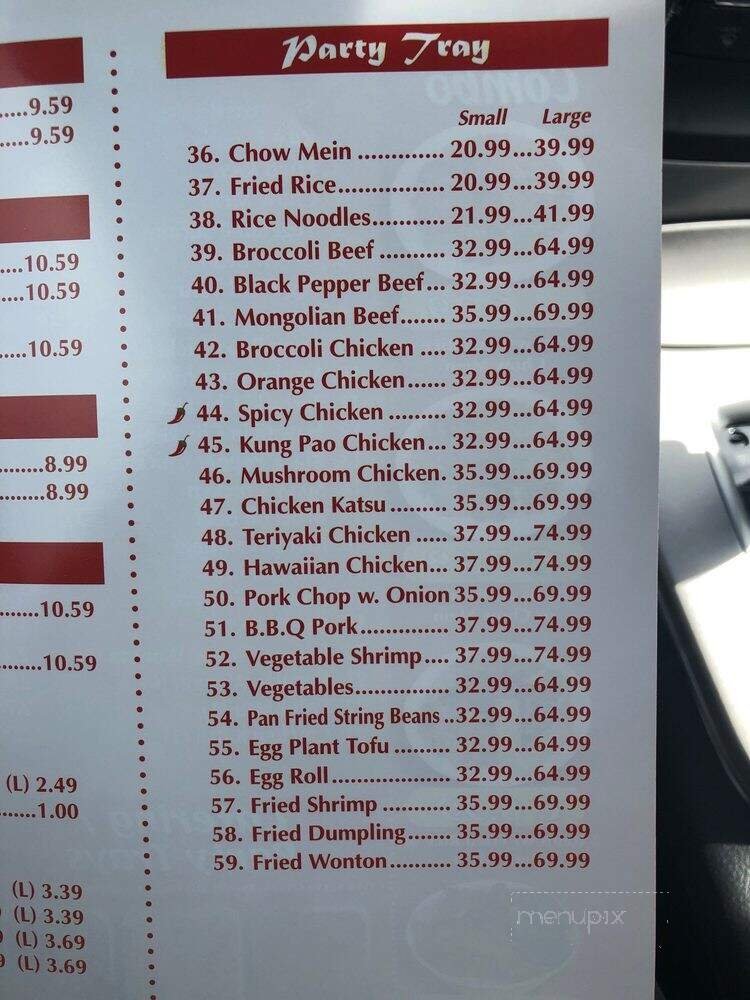 Party Tray
Small Large
36. Chow Mein ............. 20.99...39.99
37. Fried Rice................ 20.99...39.99
38. Rice Noodles........... 21.99...41.99
39. Broccoli Beef .......... 32.99...64.99
40. Black Pepper Beef... 32.99...64.99
41. Mongolian Beef....... 35.99...69.99
42. Broccoli Chicken .... 32.99...64.99
43. Orange Chicken...... 32.99...64.99
44. Spicy Chicken ......... 32.99...64.99
45. Kung Pao Chicken... 32.99...64.99
46. Mushroom Chicken. 35.99...69.99
47. Chicken Katsu .......... 35.99...69.99
48. Teriyaki Chicken ..... 37.99...74.99
49. Hawaiian Chicken... 37.99...74.99
50. Pork Chop w. Onion 35.99...69.99
51. B.B.Q Pork............... 37.99...74.99
52. Vegetable Shrimp.... 37.99...74.99
53. Vegetables................ 32.99...64.99
54. Pan Fried String Beans ..32.99...64.99
55. Egg Plant Tofu ......... 32.99...64.99
56. Egg Roll.................... 32.99...64.99
57. Fried Shrimp ........... 35.99...69.99
58. Fried Dumpling....... 35.99...69.99
59. Fried Wonton.......... 35.99...69.99
.....9.59
.....9.59
....10.59
....10.59
.....10.59
........8.99
........8.99
.......10.59
.......10.59
(L) 2.49
.......1.00
(L) 3.39
(L) 3.39
9 (L) 3.69
9 (L) 3.69
menupix